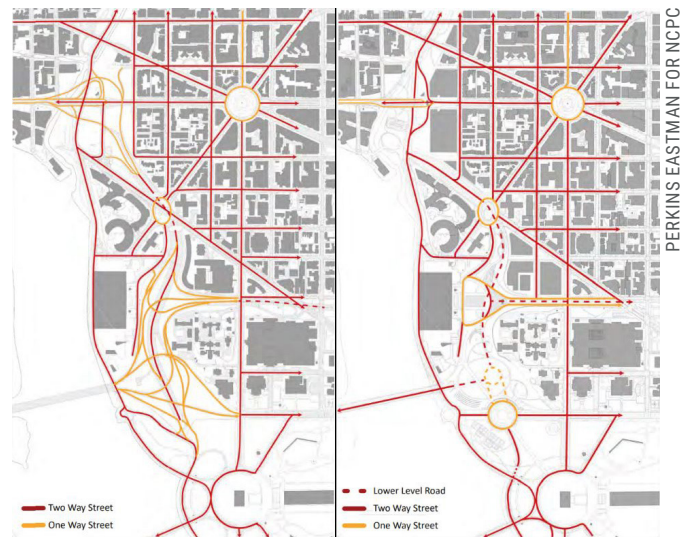 Two Way Street
One Way Street
Lower Level Road
Two Way Street
One Way Street
PERKINS EASTMAN FOR NCPC